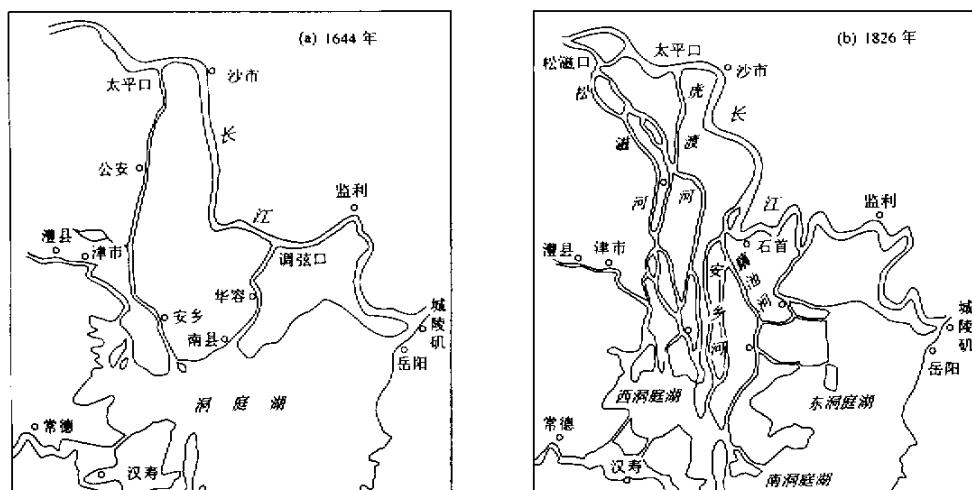 (a) 1644 年
太平口
沙市
长
公安
监利
江
澧县
津市
调弦口
华容
城陵矶
安乡
南县
岳阳
洞庭湖
常德
汉寿
(b) 1826 年
太平口
松滋口
沙市
虎渡河
长
松滋河
江
监利
石首
澧县
津市
安乡河
藕池河
城陵矶
岳阳
西洞庭湖
东洞庭湖
常德
汉寿
南洞庭湖